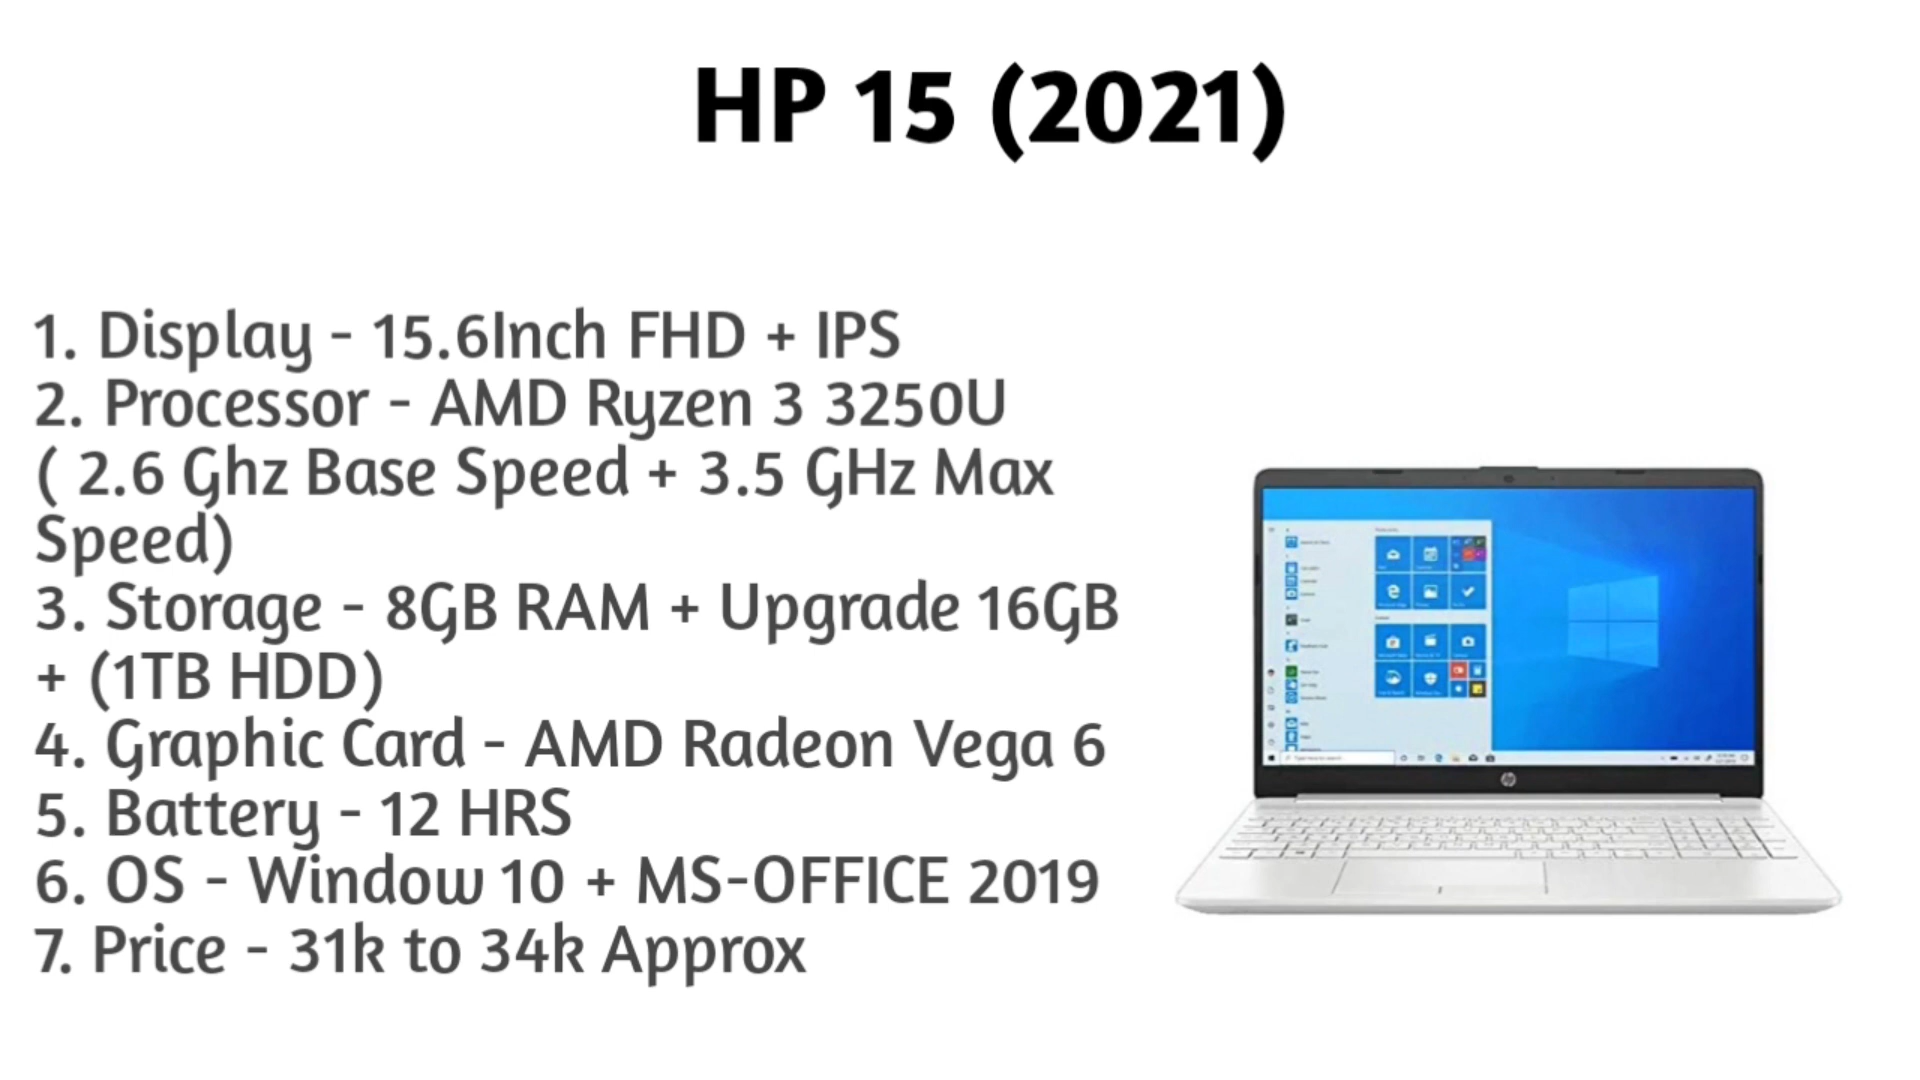 HP 15 (2021)
1. Display - 15.6Inch FHD + IPS
2. Processor - AMD Ryzen 3 3250U
( 2.6 Ghz Base Speed + 3.5 GHz Max
Speed)
3. Storage - 8GB RAM + Upgrade 16GB
+ (1TB HDD)
4. Graphic Card - AMD Radeon Vega 6
5. Battery - 12 HRS
6. OS - Window 10 + MS-OFFICE 2019
7. Price - 31k to 34k Approx
hp